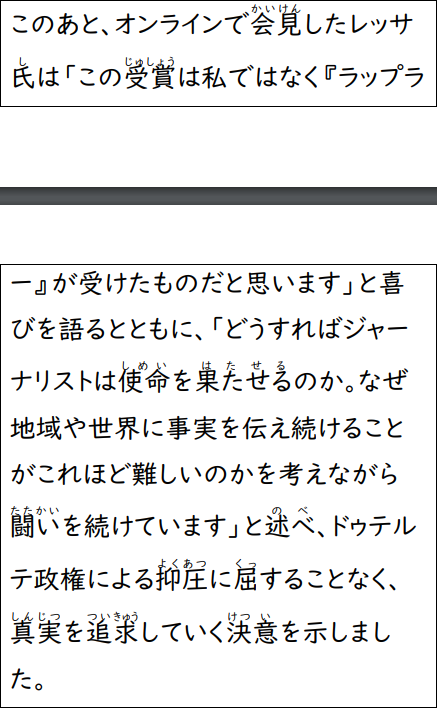 このあと、オンラインで会見したレッサ
氏は「この受賞は私ではなく『ラップラ
ー』が受けたものだと思います」と喜
びを語るとともに、「どうすればジャー
ナリストは使命を果たせるのか。なぜ
地域や世界に事実を伝え続けること
がこれほど難しいのかを考えながら
闘いを続けています」と述べ、ドゥテル
テ政権による抑圧に屈することなく、
真実を追求していく決意を示しまし
た。